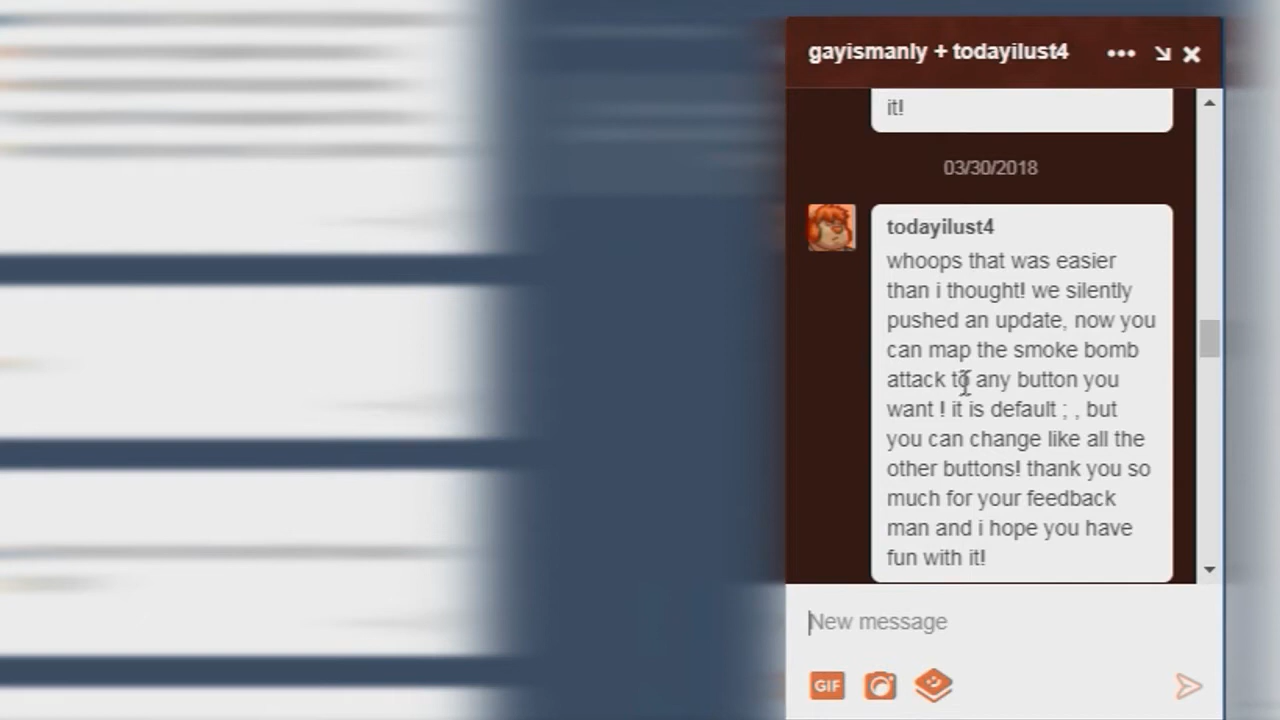 gayismanly + todayilust4
it!
03/30/2018
todayilust4
whoops that was easier
than i thought! we silently
pushed an update, now you
can map the smoke bomb
attack to any button you
want ! it is default ; , but
you can change like all the
other buttons! thank you so
much for your feedback
man and i hope you have
fun with it!
New message
GIF